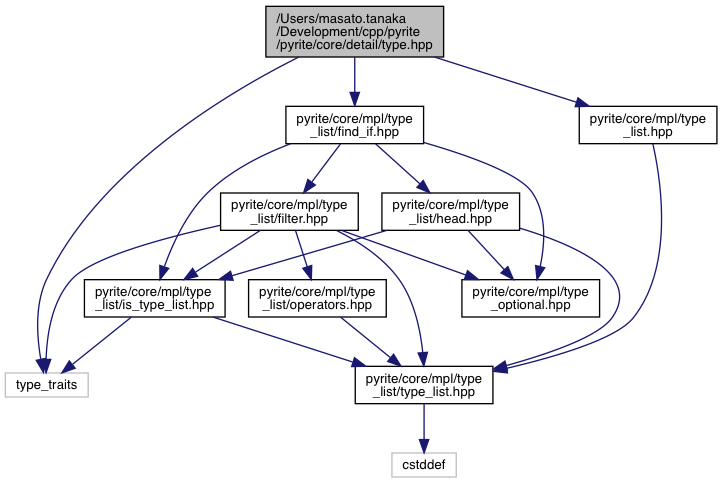 /Users/masato.tanaka
/Development/cpp/pyrite
/pyrite/core/detail/type.hpp
pyrite/core/mpl/type
_list/find_if.hpp
pyrite/core/mpl/type
_list.hpp
pyrite/core/mpl/type
_list/filter.hpp
pyrite/core/mpl/type
_list/head.hpp
pyrite/core/mpl/type
_list/is_type_list.hpp
pyrite/core/mpl/type
_list/operators.hpp
pyrite/core/mpl/type
_optional.hpp
type_traits
pyrite/core/mpl/type
_list/type_list.hpp
cstddef